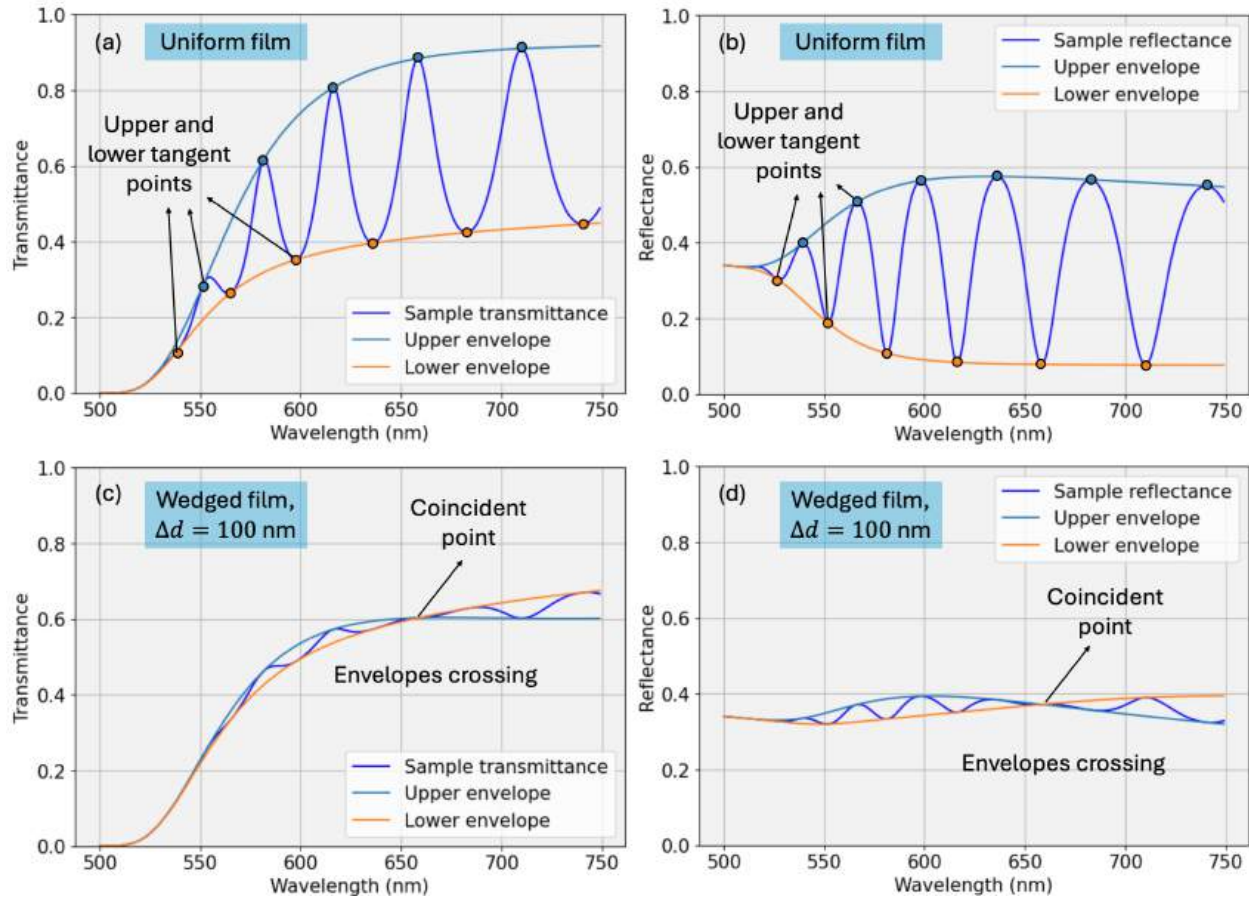 (a)
Uniform film
Upper and
lower tangent
points
Sample transmittance
Upper envelope
Lower envelope
Transmittance
1.0
0.8
0.6
0.4
0.2
0.0
500 550 600 650 700 750
Wavelength (nm)
(b)
Uniform film
Sample reflectance
Upper envelope
Lower envelope
Upper and
lower tangent
points
Reflectance
1.0
0.8
0.6
0.4
0.2
0.0
500 550 600 650 700 750
Wavelength (nm)
(c)
Wedged film,
Δ𝑑 = 100 nm
Coincident
point
Envelopes crossing
Sample transmittance
Upper envelope
Lower envelope
Transmittance
1.0
0.8
0.6
0.4
0.2
0.0
500 550 600 650 700 750
Wavelength (nm)
(d)
Wedged film,
Δ𝑑 = 100 nm
Sample reflectance
Upper envelope
Lower envelope
Coincident
point
Envelopes crossing
Reflectance
1.0
0.8
0.6
0.4
0.2
0.0
500 550 600 650 700 750
Wavelength (nm)